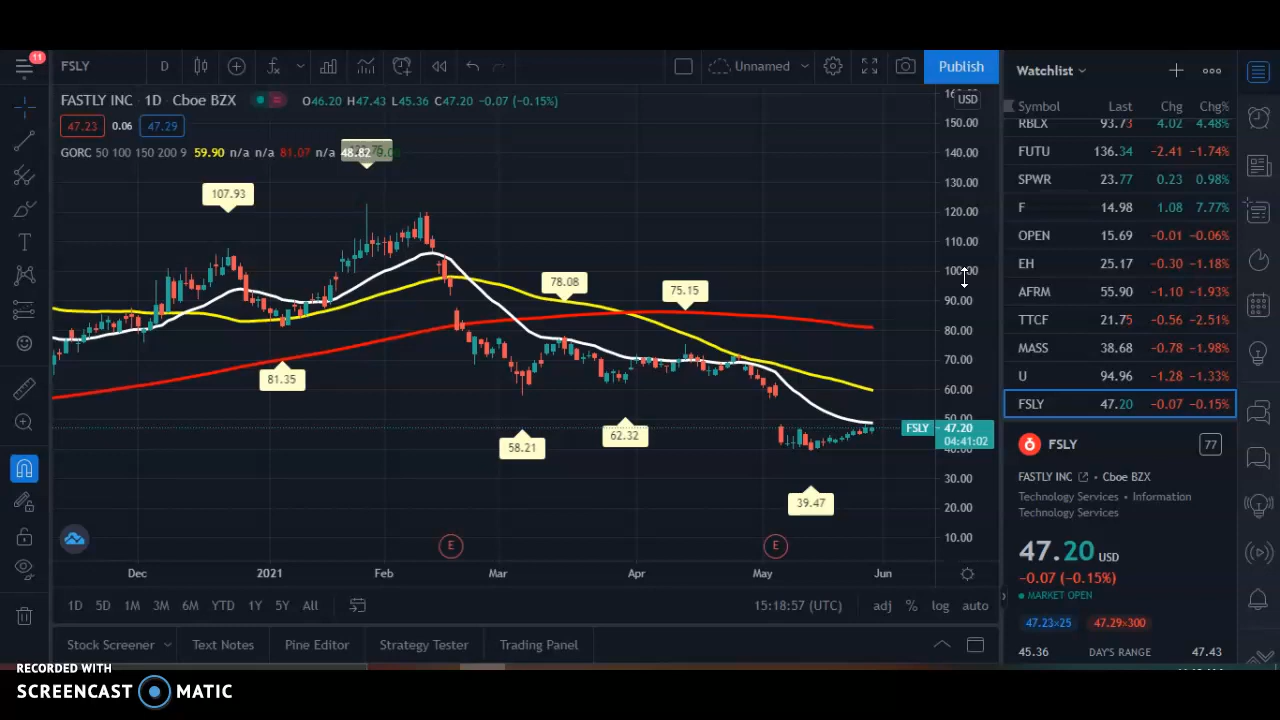 11
FSLY D Unnamed Publish
FASTLY INC · 1D · Cboe BZX O46.20 H47.43 L45.36 C47.20 -0.07 (-0.15%)
47.23 0.06 47.29
GORC 50 100 150 200 9 59.90 n/a n/a 81.07 n/a 48.82
107.93
78.08
75.15
81.35
58.21
62.32
39.47
USD
150.00
140.00
130.00
120.00
110.00
90.00
80.00
70.00
60.00
FSLY 47.20
04:41:02
30.00
20.00
10.00
E E
Dec 2021 Feb Mar Apr May Jun
1D 5D 1M 3M 6M YTD 1Y 5Y All 15:18:57 (UTC) adj % log auto
Stock Screener Text Notes Pine Editor Strategy Tester Trading Panel
Watchlist
Symbol Last Chg Chg%
RBLX 93.73 4.02 4.48%
FUTU 136.34 -2.41 -1.74%
SPWR 23.77 0.23 0.98%
F 14.98 1.08 7.77%
OPEN 15.69 -0.01 -0.06%
EH 25.17 -0.30 -1.18%
AFRM 55.90 -1.10 -1.93%
TTCF 21.75 -0.56 -2.51%
MASS 38.68 -0.78 -1.98%
U 94.96 -1.28 -1.33%
FSLY 47.20 -0.07 -0.15%
FSLY 77
FASTLY INC · Cboe BZX
Technology Services · Information
Technology Services
47.20 USD
-0.07 (-0.15%)
MARKET OPEN
47.23×25 47.29×300
45.36 DAY'S RANGE 47.43
RECORDED WITH
SCREENCAST MATIC